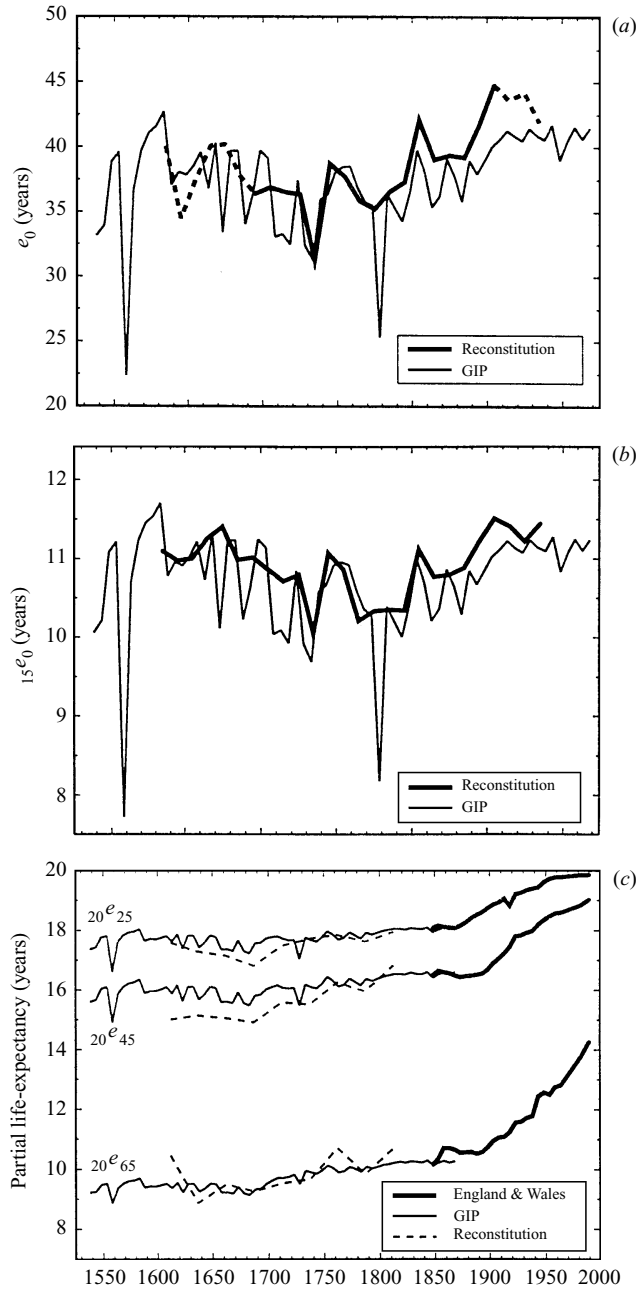 50
(a)
45
40
35
30
25
20
e0 (years)
Reconstitution
GIP
(b)
12
11
10
9
8
15e0 (years)
Reconstitution
GIP
(c)
20
18
16
14
12
10
8
Partial life-expectancy (years)
20e25
20e45
20e65
England & Wales
GIP
Reconstitution
1550 1600 1650 1700 1750 1800 1850 1900 1950 2000